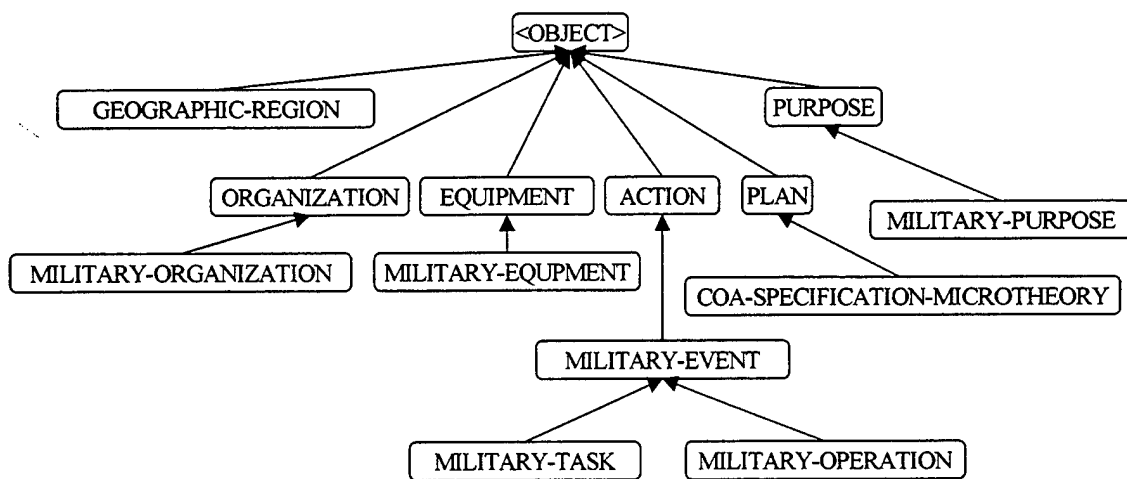 <OBJECT>
GEOGRAPHIC-REGION
PURPOSE
ORGANIZATION
EQUIPMENT
ACTION
PLAN
MILITARY-PURPOSE
MILITARY-ORGANIZATION
MILITARY-EQUPMENT
COA-SPECIFICATION-MICROTHEORY
MILITARY-EVENT
MILITARY-TASK
MILITARY-OPERATION